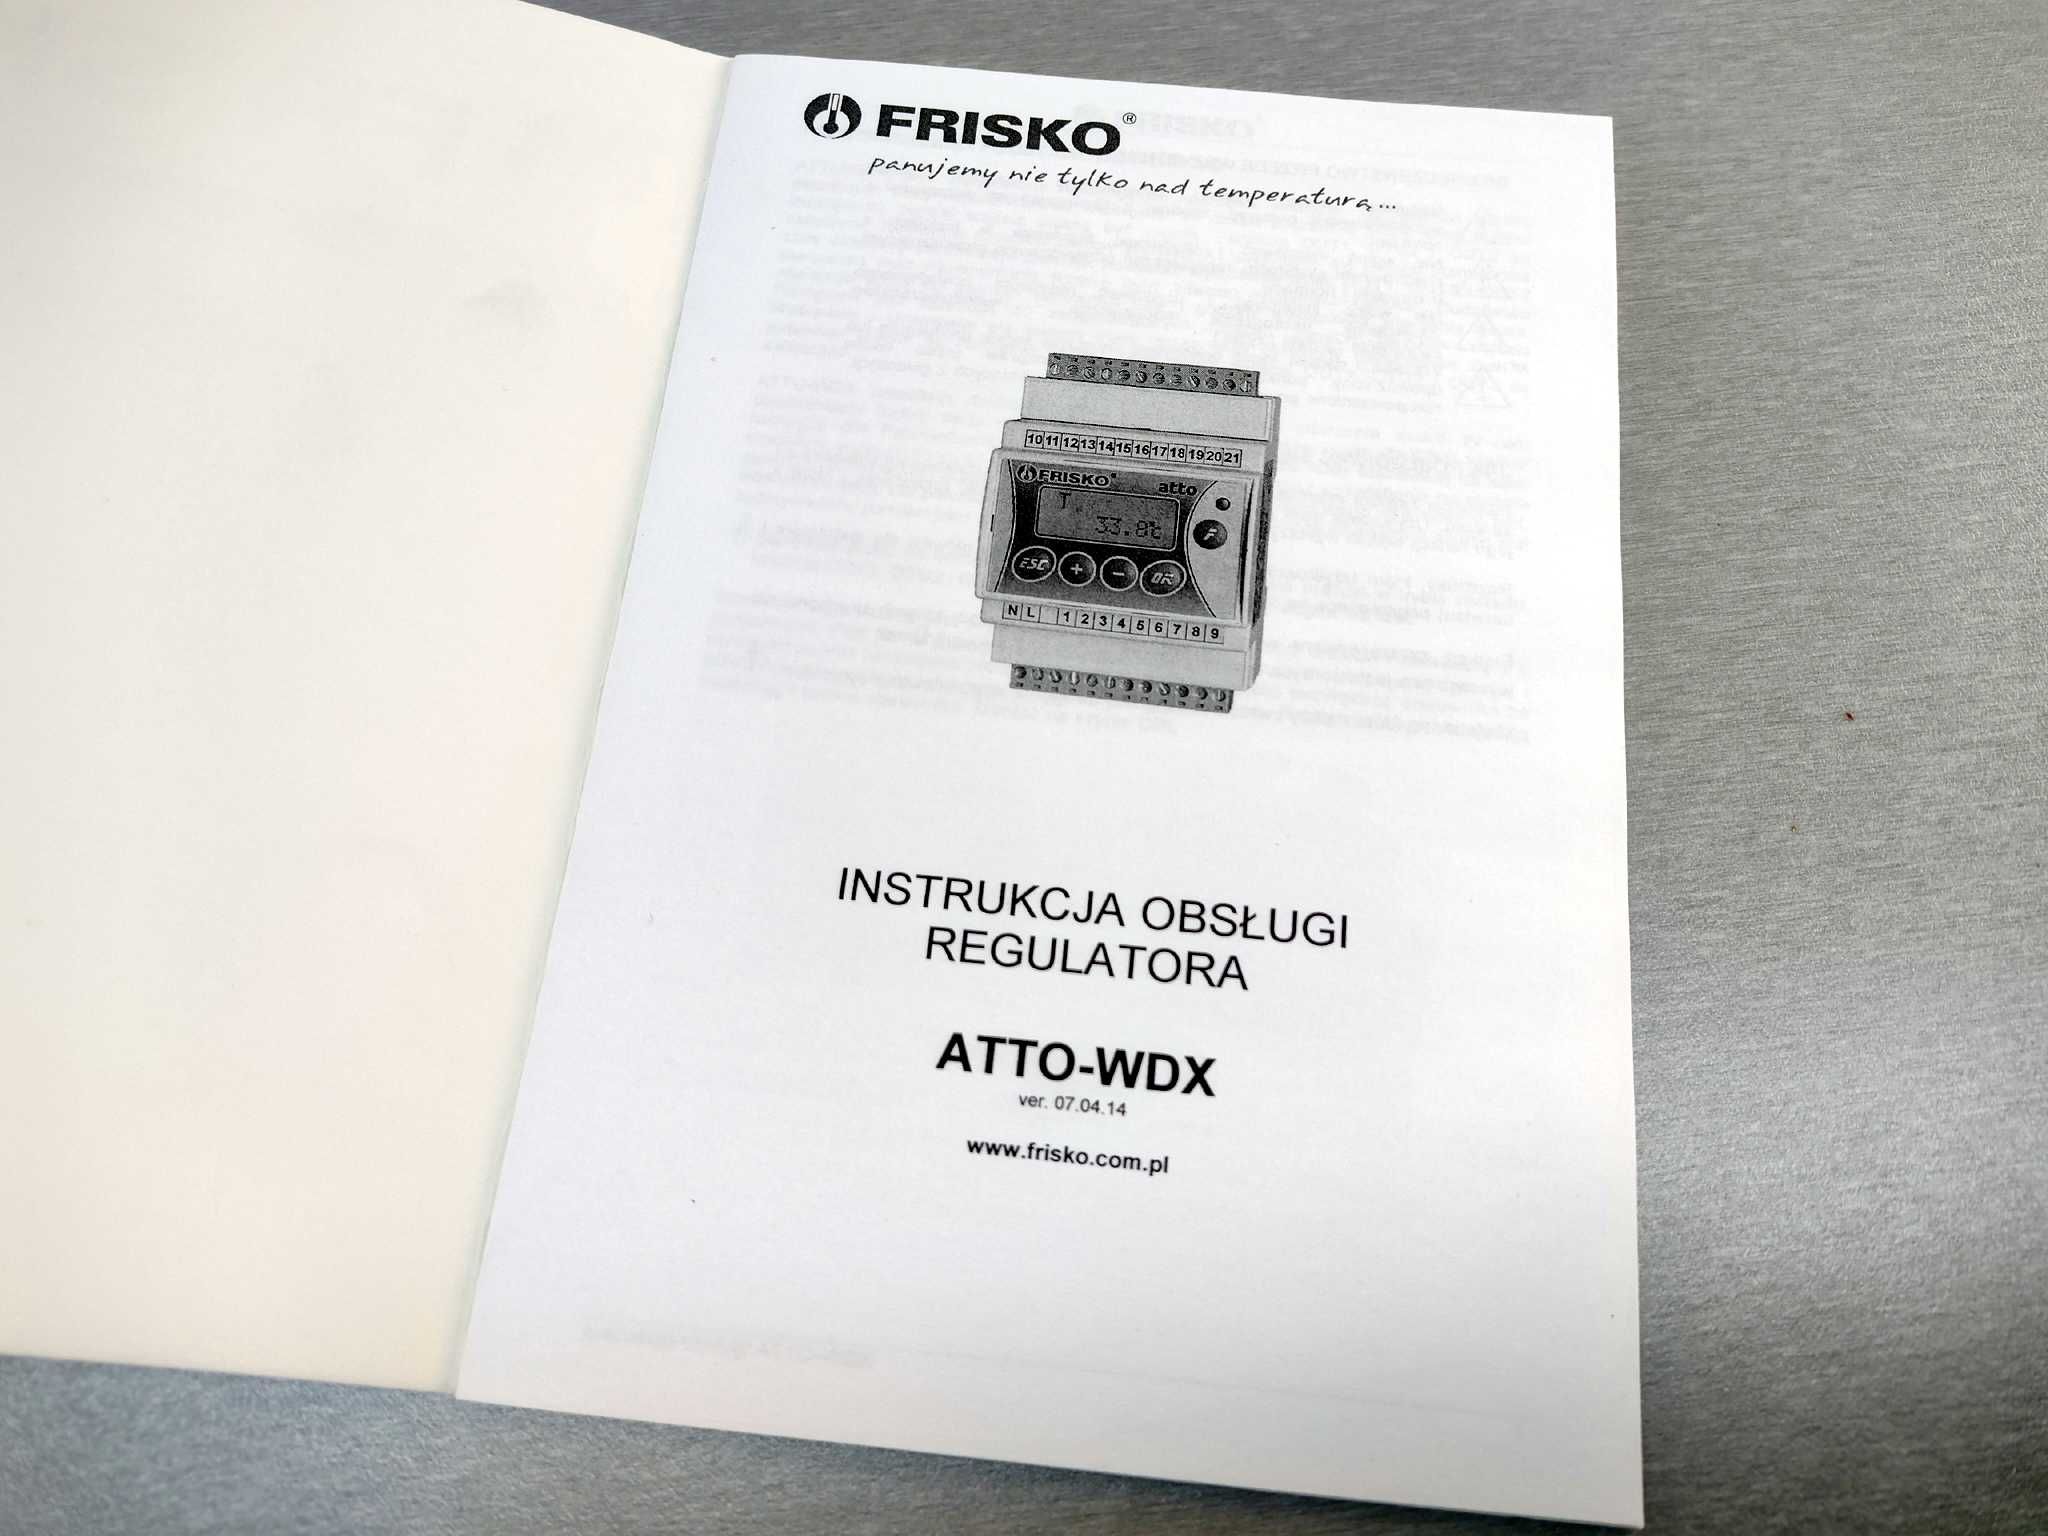 FRISKO®
panujemy nie tylko nad temperaturą...
10 11 12 13 14 15 16 17 18 19 20 21
FRISKO atto
T
33.8°C
F
ESC + - OK
N L 1 2 3 4 5 6 7 8 9
INSTRUKCJA OBSŁUGI
REGULATORA
ATTO-WDX
ver. 07.04.14
www.frisko.com.pl